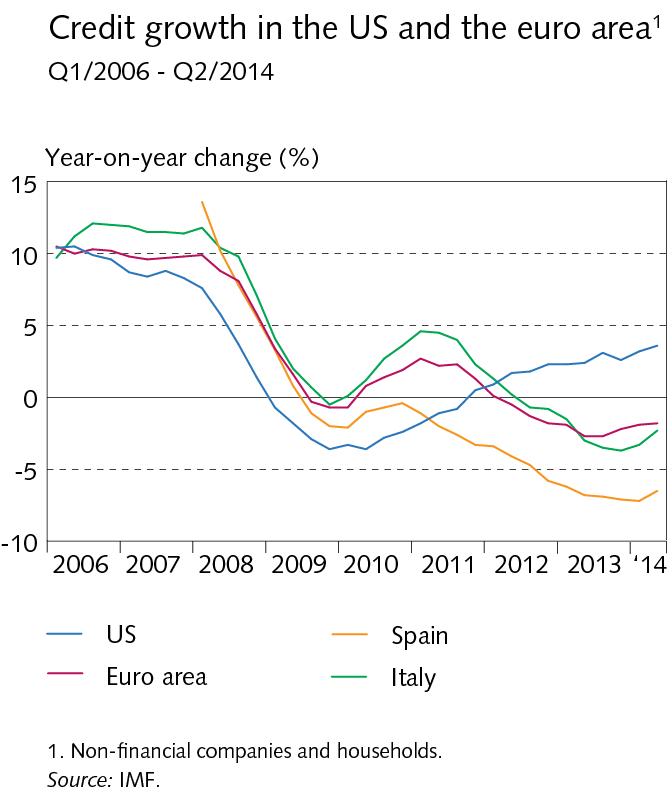 Credit growth in the US and the euro area¹
Q1/2006 - Q2/2014
Year-on-year change (%)
15
10
5
0
-5
-10
2006 2007 2008 2009 2010 2011 2012 2013 '14
US
Spain
Euro area
Italy
1. Non-financial companies and households.
Source: IMF.